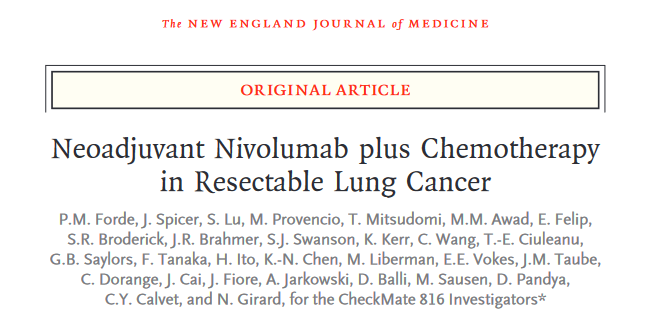 The NEW ENGLAND JOURNAL of MEDICINE
ORIGINAL ARTICLE
Neoadjuvant Nivolumab plus Chemotherapy
in Resectable Lung Cancer
P.M. Forde, J. Spicer, S. Lu, M. Provencio, T. Mitsudomi, M.M. Awad, E. Felip,
S.R. Broderick, J.R. Brahmer, S.J. Swanson, K. Kerr, C. Wang, T.-E. Ciuleanu,
G.B. Saylors, F. Tanaka, H. Ito, K.-N. Chen, M. Liberman, E.E. Vokes, J.M. Taube,
C. Dorange, J. Cai, J. Fiore, A. Jarkowski, D. Balli, M. Sausen, D. Pandya,
C.Y. Calvet, and N. Girard, for the CheckMate 816 Investigators*